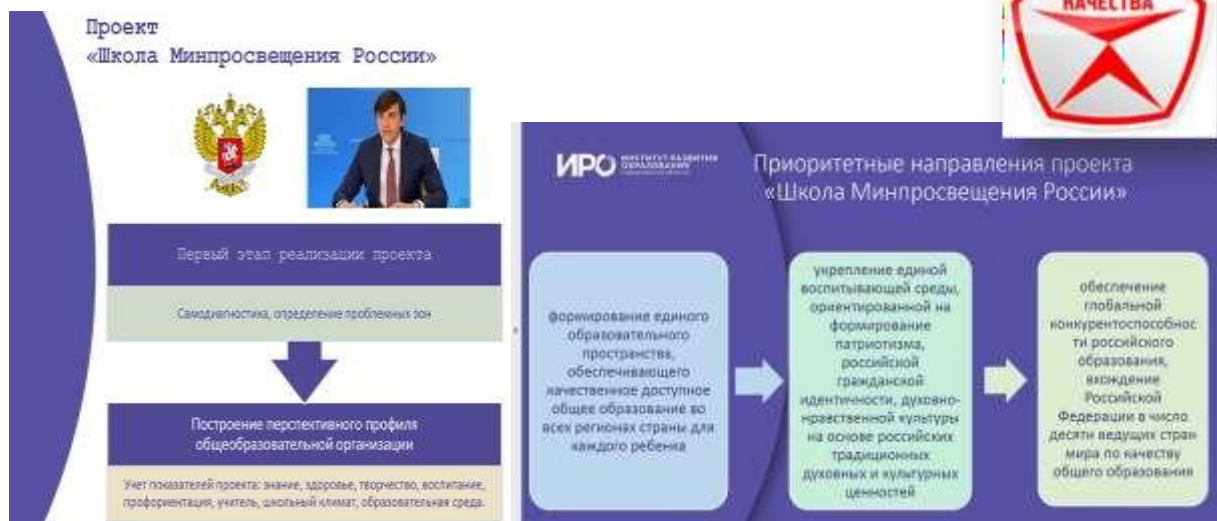 Проект
«Школа Минпросвещения России»
Первый этап реализации проекта
Самодиагностика, определение проблемных зон
Построение перспективного профиля
общеобразовательной организации
Учет показателей проекта: знание, здоровье, творчество, воспитание,
профориентация, учитель, школьный климат, образовательная среда.
КАЧЕСТВА
ИРО ИНСТИТУТ РАЗВИТИЯ
ОБРАЗОВАНИЯ
Приоритетные направления проекта
«Школа Минпросвещения России»
формирование единого
образовательного
пространства,
обеспечивающего
качественное доступное
общее образование во
всех регионах страны для
каждого ребенка
укрепление единой
воспитывающей среды,
ориентированной на
формирование
патриотизма,
российской
гражданской
идентичности, духовно-
нравственной культуры
на основе российских
традиционных
духовных и культурных
ценностей
обеспечение
глобальной
конкурентоспособнос
ти российского
образования,
вхождение
Российской
Федерации в число
десяти ведущих стран
мира по качеству
общего образования